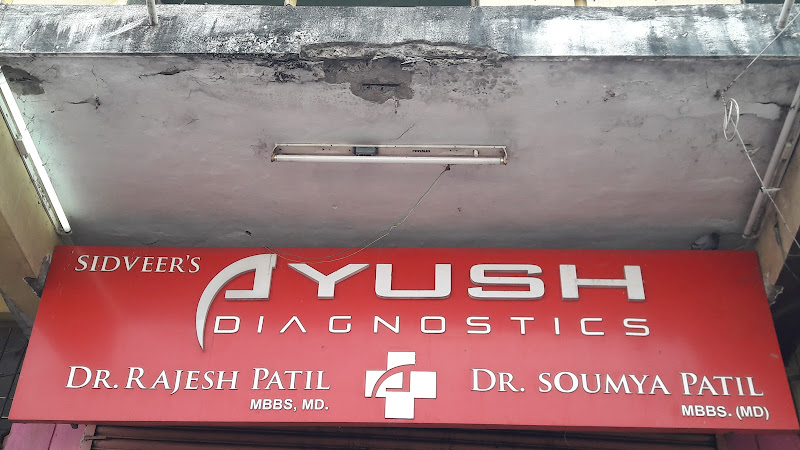 SIDVEER'S
AYUSH
DIAGNOSTICS
DR. RAJESH PATIL
MBBS, MD.
DR. SOUMYA PATIL
MBBS. (MD)